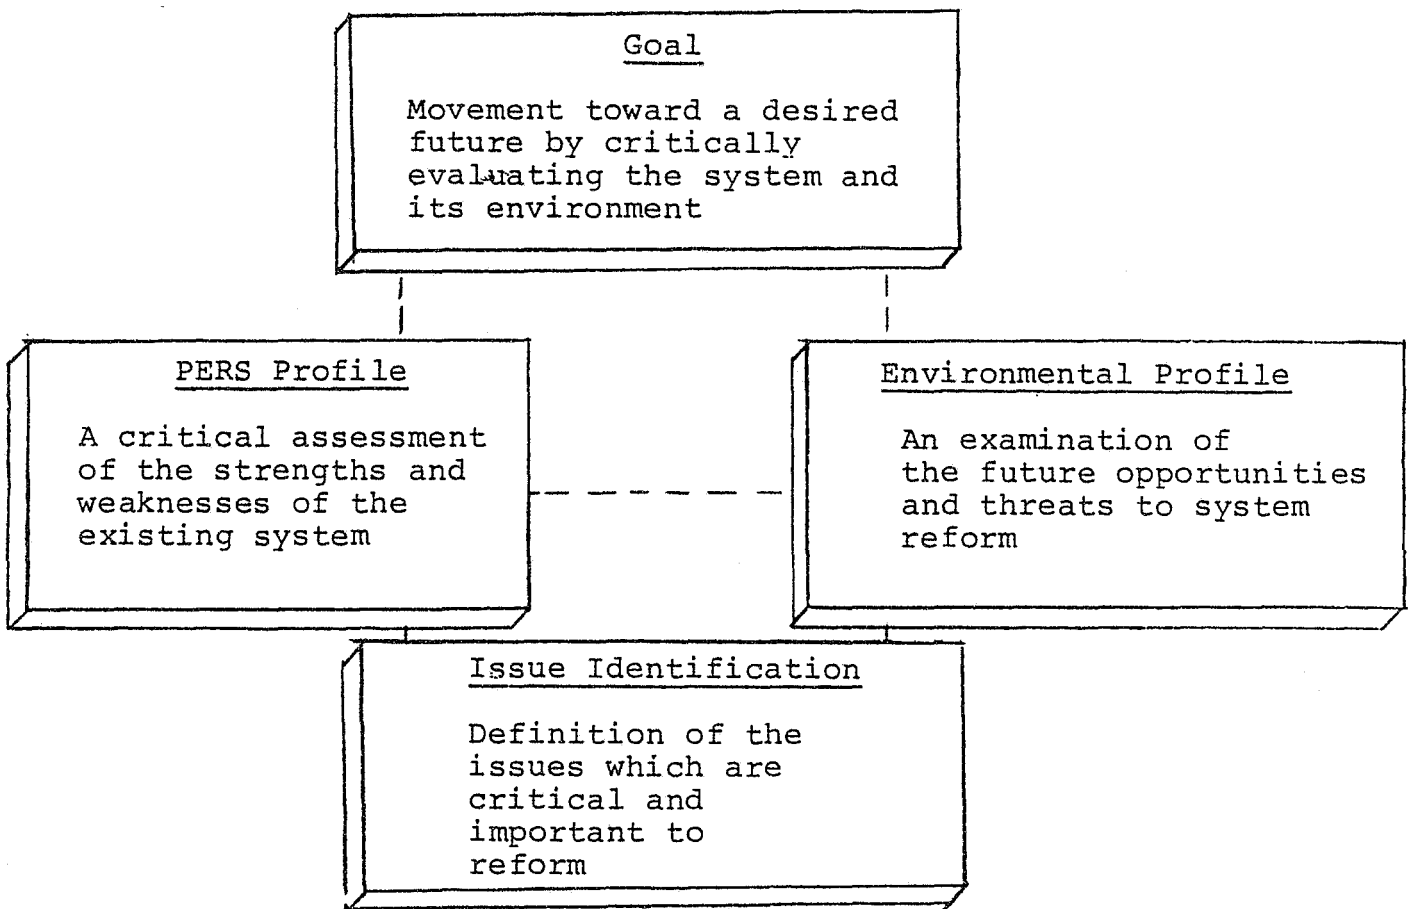 Goal
Movement toward a desired
future by critically
evaluating the system and
its environment
PERS Profile
A critical assessment
of the strengths and
weaknesses of the
existing system
Environmental Profile
An examination of
the future opportunities
and threats to system
reform
Issue Identification
Definition of the
issues which are
critical and
important to
reform